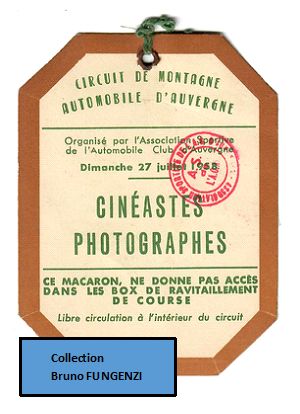 CIRCUIT DE MONTAGNE
AUTOMOBILE D'AUVERGNE
Organisé par l'Association Sportive
de l'Automobile Club d'Auvergne
Dimanche 27 juillet 1958
CINÉASTES
PHOTOGRAPHES
CE MACARON, NE DONNE PAS ACCÈS
DANS LES BOX DE RAVITAILLEMENT
DE COURSE
Libre circulation à l'intérieur du circuit
Collection
Bruno FUNGENZI